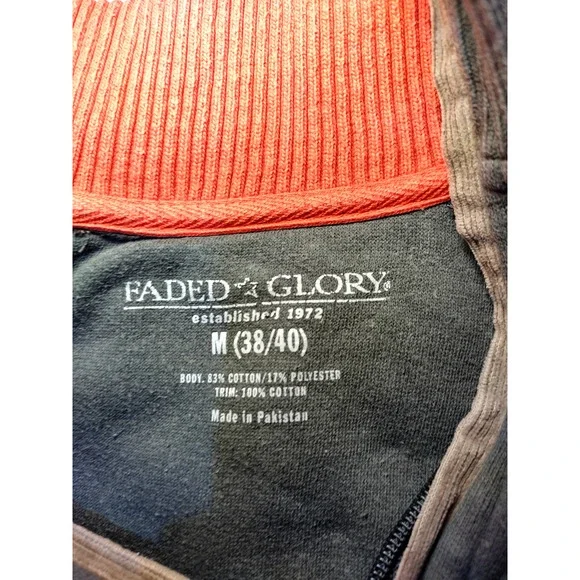 FADED ☆ GLORY®
established 1972
M (38/40)
BODY: 83% COTTON/17% POLYESTER
TRIM: 100% COTTON
Made in Pakistan